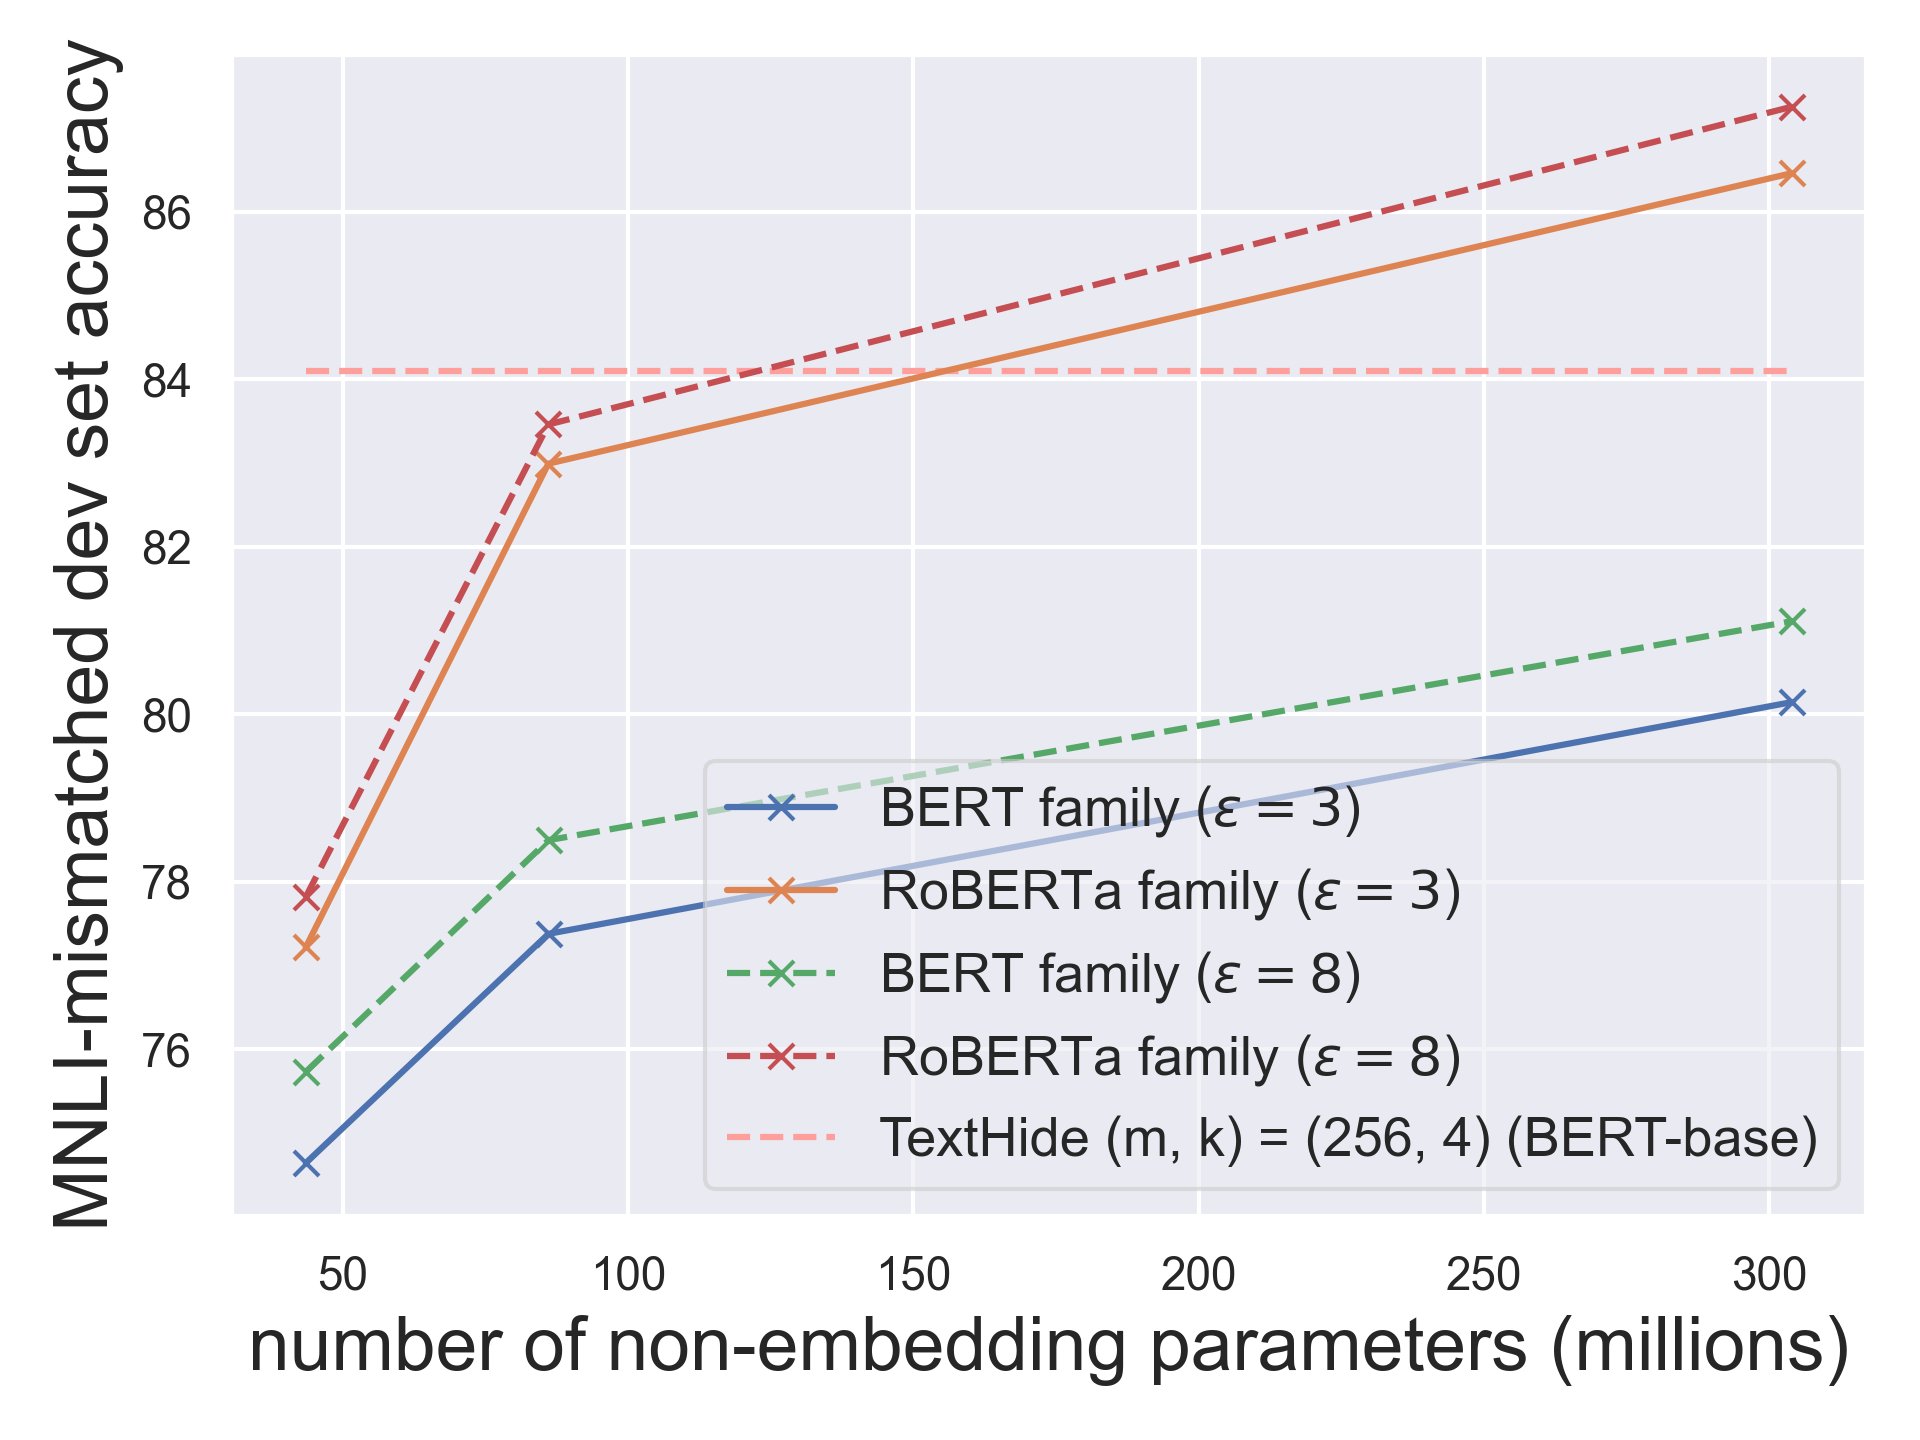 MNLI-mismatched dev set accuracy
86
84
82
80
78
76
BERT family (ε = 3)
RoBERTa family (ε = 3)
BERT family (ε = 8)
RoBERTa family (ε = 8)
TextHide (m, k) = (256, 4) (BERT-base)
50 100 150 200 250 300
number of non-embedding parameters (millions)